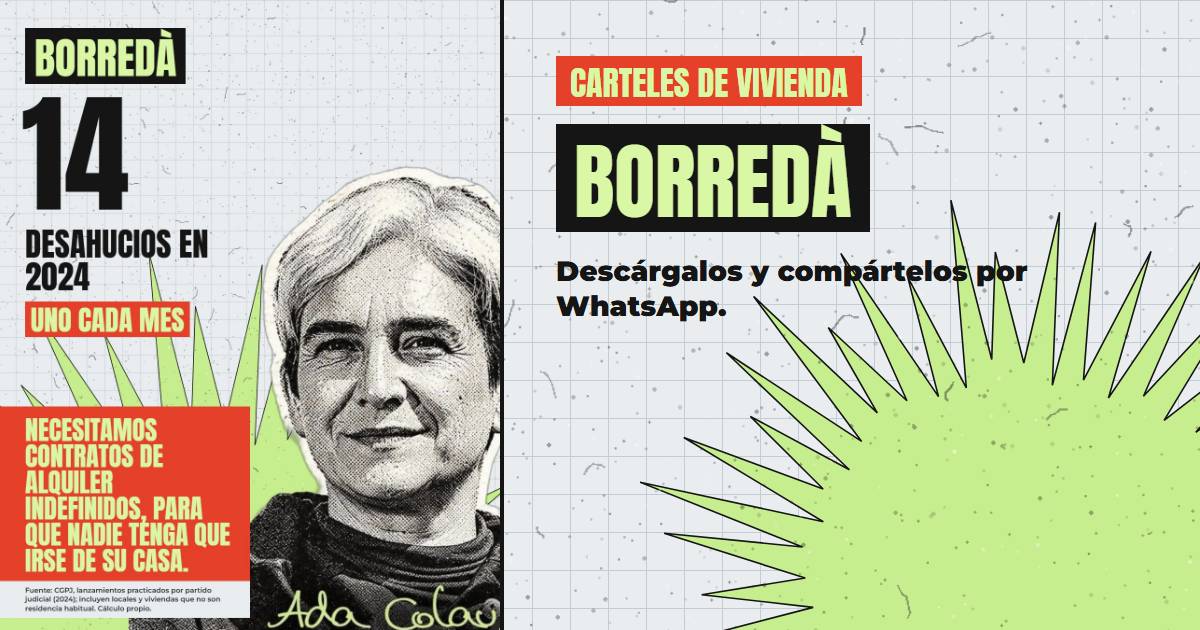 BORREDÀ
14
DESAHUCIOS EN
2024
UNO CADA MES
NECESITAMOS
CONTRATOS DE
ALQUILER
INDEFINIDOS, PARA
QUE NADIE TENGA QUE
IRSE DE SU CASA.
Fuente: CGPJ, lanzamientos practicados por partido
judicial (2024); incluyen locales y viviendas que no son
residencia habitual. Cálculo propio.
Ada Colau
CARTELES DE VIVIENDA
BORREDÀ
Descárgalos y compártelos por
WhatsApp.